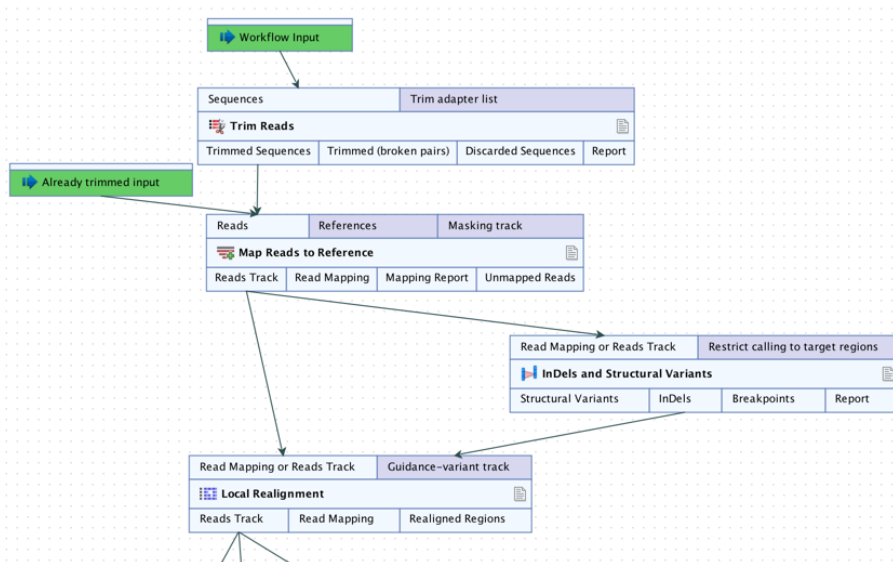 Workflow Input
Sequences Trim adapter list
Trim Reads
Trimmed Sequences Trimmed (broken pairs) Discarded Sequences Report
Already trimmed input
Reads References Masking track
Map Reads to Reference
Reads Track Read Mapping Mapping Report Unmapped Reads
Read Mapping or Reads Track Restrict calling to target regions
InDels and Structural Variants
Structural Variants InDels Breakpoints Report
Read Mapping or Reads Track Guidance-variant track
Local Realignment
Reads Track Read Mapping Realigned Regions